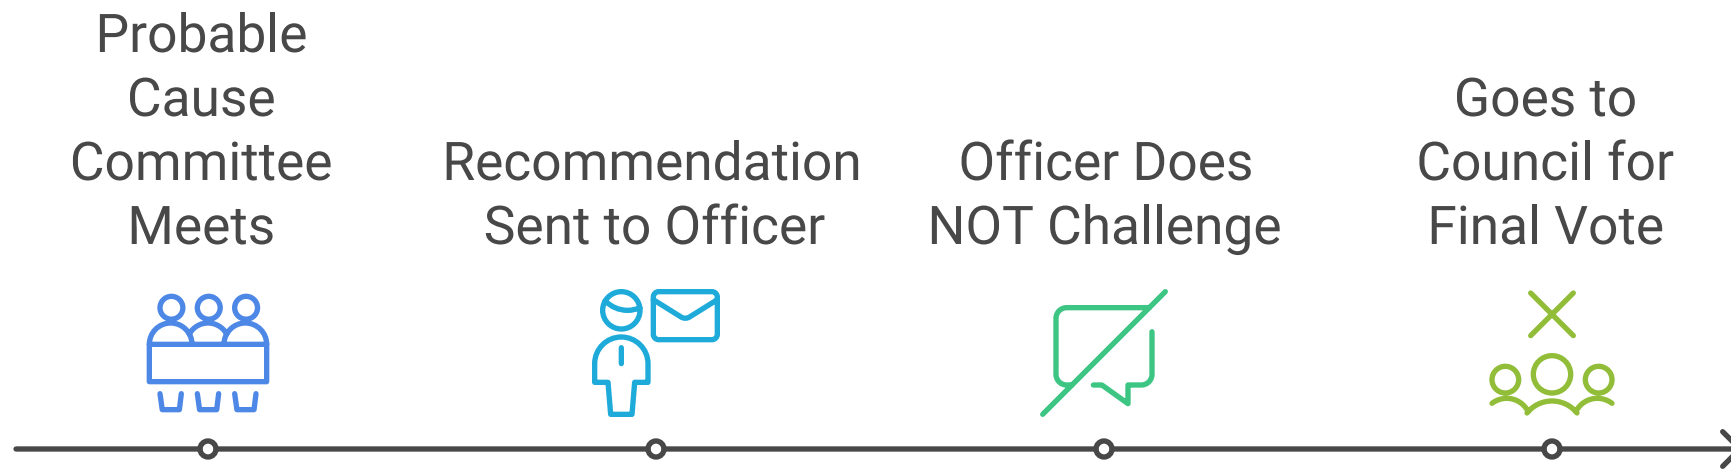 Probable
Cause
Committee
Meets
Recommendation
Sent to Officer
Officer Does
NOT Challenge
Goes to
Council for
Final Vote